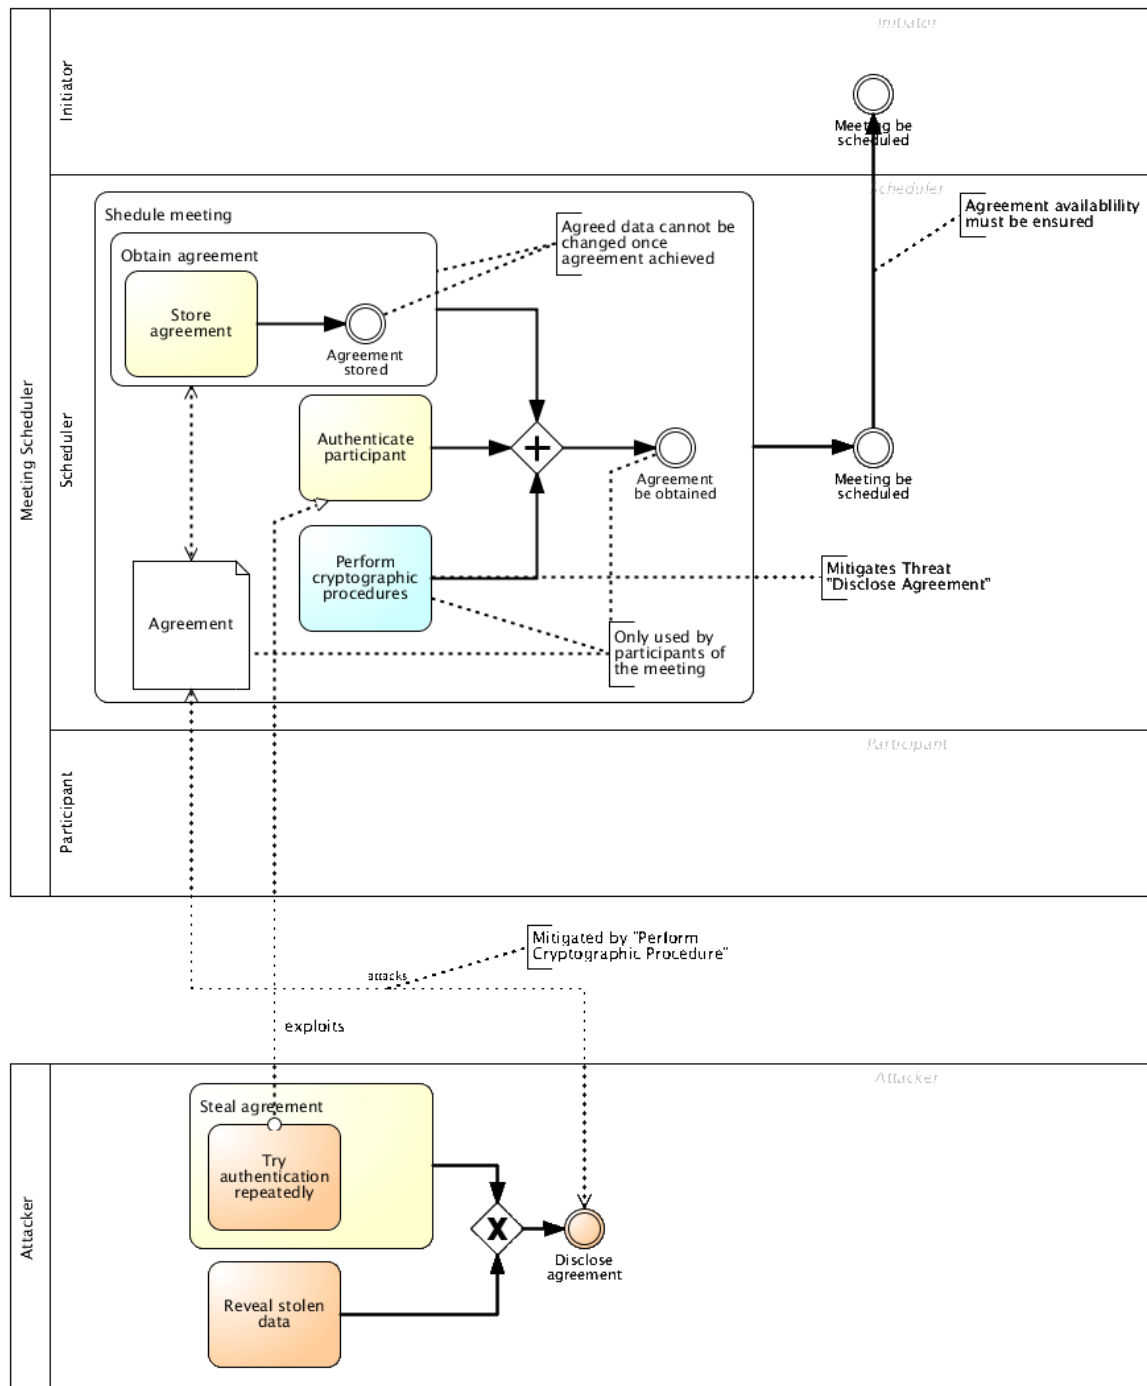 Initiator
Initiator
Meeting be
scheduled
Meeting Scheduler
Scheduler
Scheduler
Shedule meeting
Agreed data cannot be
changed once
agreement achieved
Agreement availablility
must be ensured
Obtain agreement
Store
agreement
Agreement
stored
Authenticate
participant
Agreement
be obtained
Meeting be
scheduled
Perform
cryptographic
procedures
Mitigates Threat
"Disclose Agreement"
Agreement
Only used by
participants of
the meeting
Participant
Participant
Mitigated by "Perform
Cryptographic Procedure"
attacks
exploits
Attacker
Attacker
Steal agreement
Try
authentication
repeatedly
X
Disclose
agreement
Reveal stolen
data